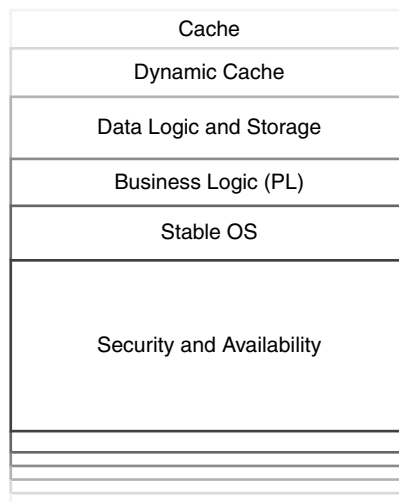 Cache
Dynamic Cache
Data Logic and Storage
Business Logic (PL)
Stable OS
Security and Availability